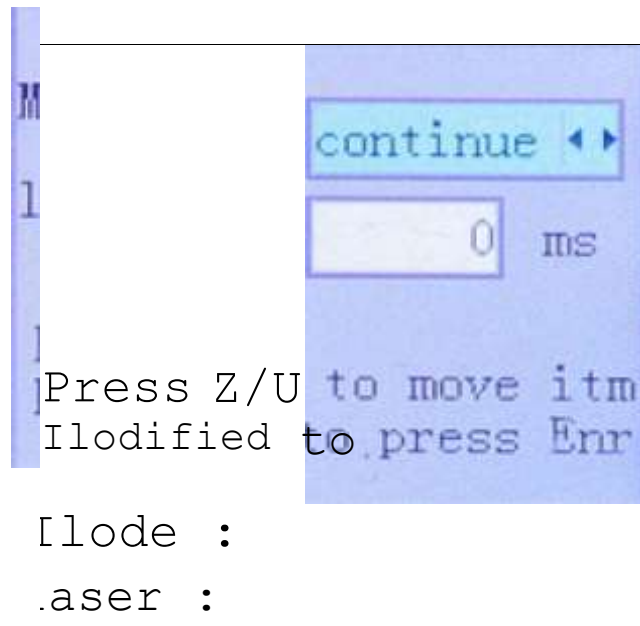 M continue ◀▶
l 0 ms
Press Z/U to move itm
Ilodified to press Enr
Ilode :
.aser :